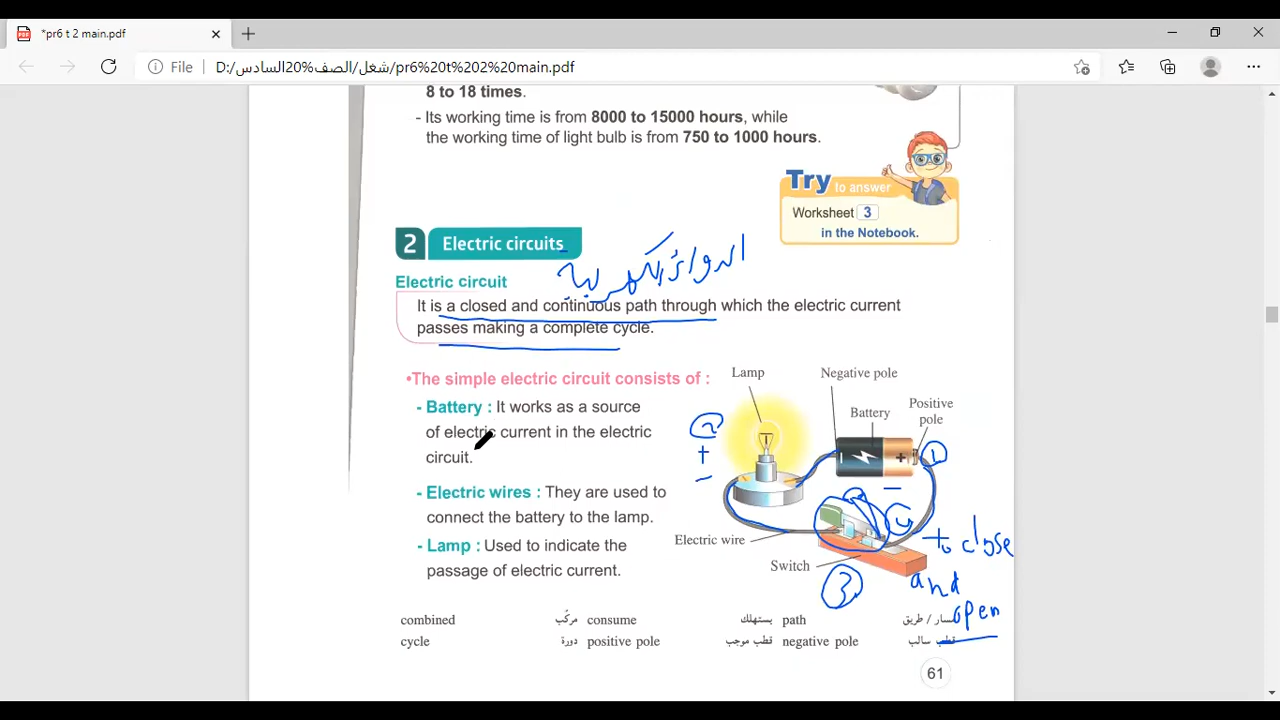 *pr6 t 2 main.pdf
File
D:/شغل/الصف%20السادس/pr6%20t%202%20main.pdf
8 to 18 times.
- Its working time is from 8000 to 15000 hours, while
the working time of light bulb is from 750 to 1000 hours.
Try to answer
Worksheet 3
in the Notebook.
2 Electric circuits
الدوائر الكهربية
Electric circuit
It is a closed and continuous path through which the electric current
passes making a complete cycle.
•The simple electric circuit consists of :
- Battery : It works as a source
of electric current in the electric
circuit.
- Electric wires : They are used to
connect the battery to the lamp.
- Lamp : Used to indicate the
passage of electric current.
Lamp
Negative pole
Battery
Positive
pole
+
-
1
+
-
Electric wire
Switch
3
to close
and
open
combined مركّب consume يستهلك path مسار / طريق
cycle دورة positive pole قطب موجب negative pole قطب سالب
61